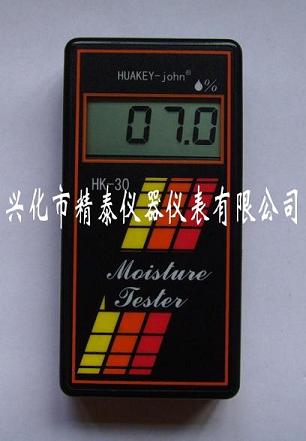 HUAKEY-john®
%
07.0
HK-30
兴化市精泰仪器仪表有限公司
Moisture
Tester